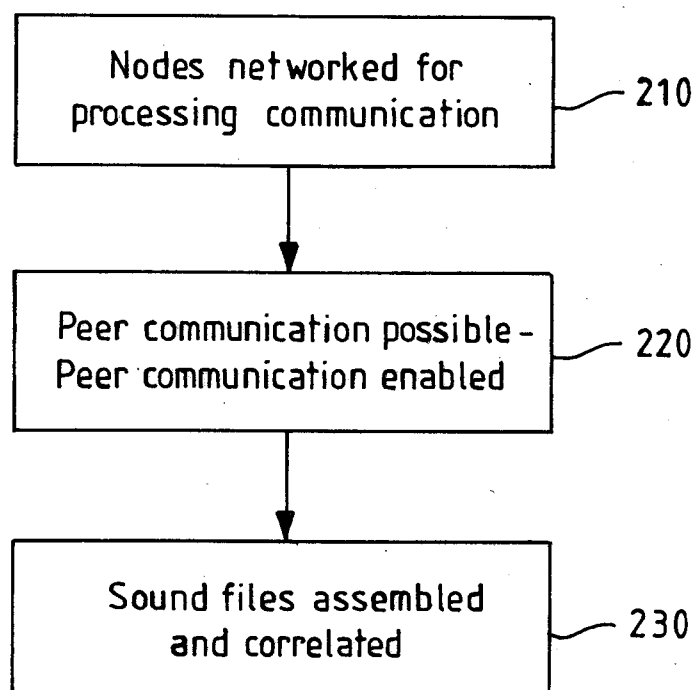 Nodes networked for
processing communication
210
Peer communication possible -
Peer communication enabled
220
Sound files assembled
and correlated
230